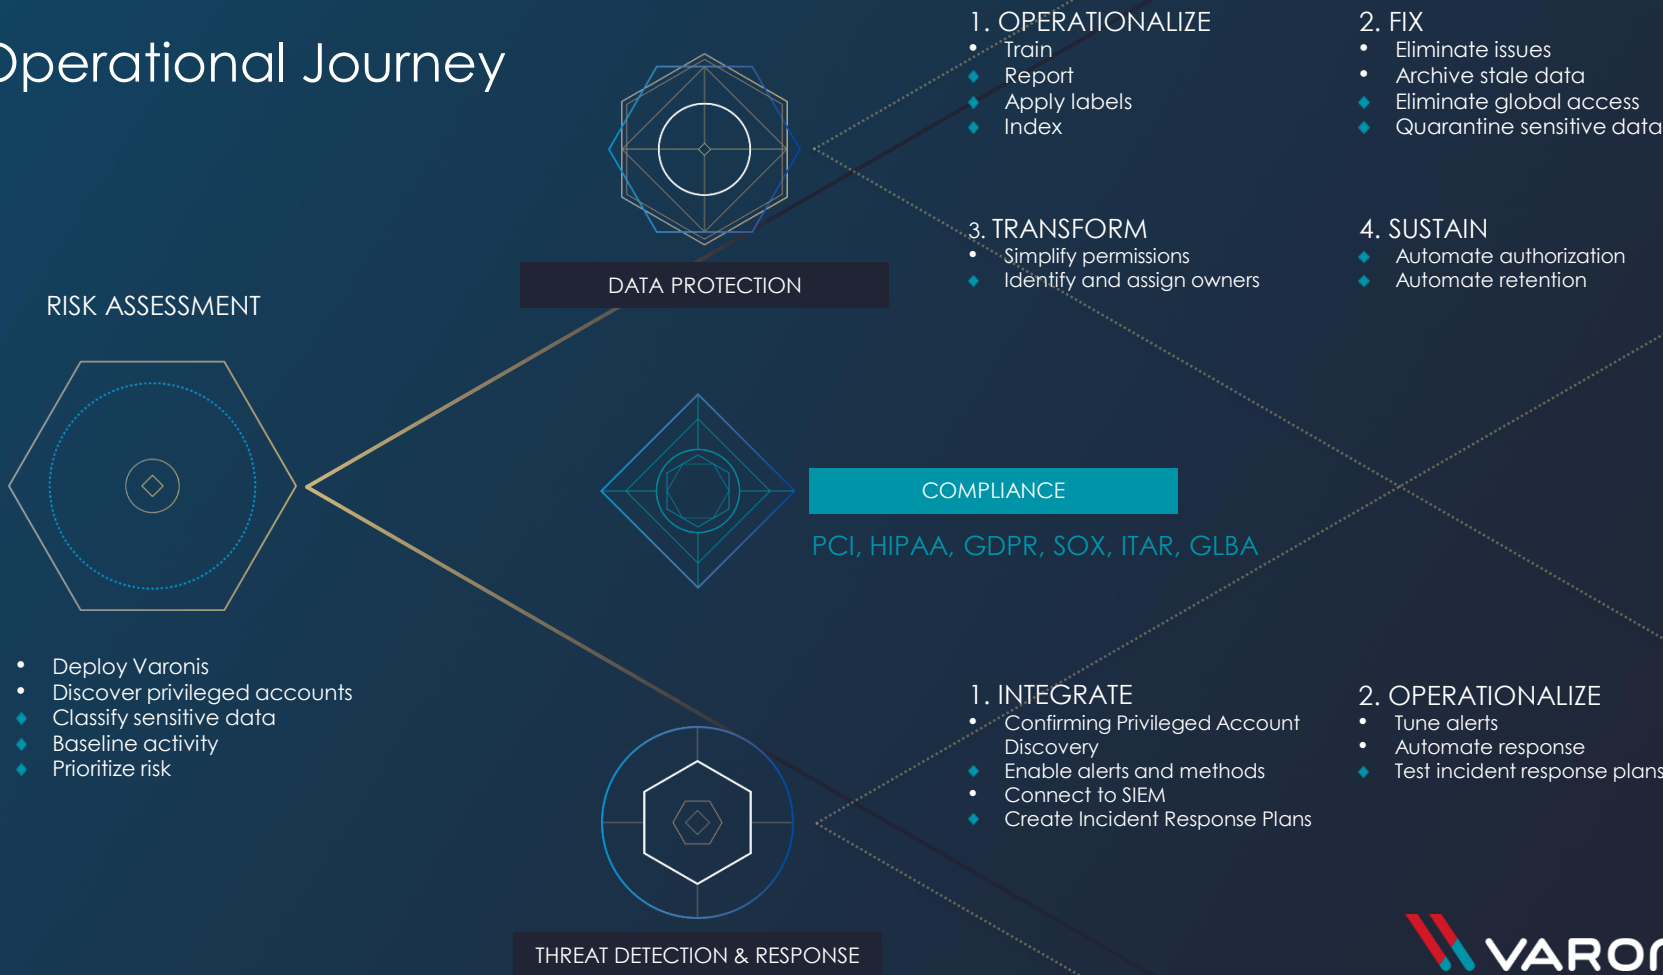 Operational Journey
RISK ASSESSMENT
• Deploy Varonis
• Discover privileged accounts
◆ Classify sensitive data
◆ Baseline activity
◆ Prioritize risk
DATA PROTECTION
1. OPERATIONALIZE
• Train
◆ Report
◆ Apply labels
◆ Index
2. FIX
• Eliminate issues
• Archive stale data
◆ Eliminate global access
◆ Quarantine sensitive data
3. TRANSFORM
• Simplify permissions
◆ Identify and assign owners
4. SUSTAIN
◆ Automate authorization
◆ Automate retention
COMPLIANCE
PCI, HIPAA, GDPR, SOX, ITAR, GLBA
THREAT DETECTION & RESPONSE
1. INTEGRATE
• Confirming Privileged Account
Discovery
◆ Enable alerts and methods
• Connect to SIEM
◆ Create Incident Response Plans
2. OPERATIONALIZE
• Tune alerts
• Automate response
◆ Test incident response plans
VARON